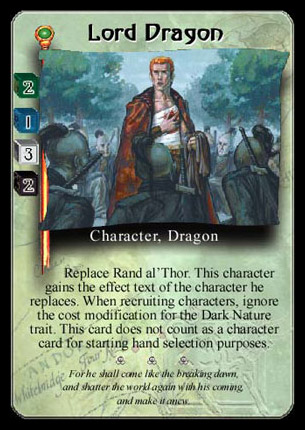 Lord Dragon
2
1
3
2
Character, Dragon
Replace Rand al'Thor. This character
gains the effect text of the character he
replaces. When recruiting characters, ignore
the cost modification for the Dark Nature
trait. This card does not count as a character
card for starting hand selection purposes.
For he shall come like the breaking dawn,
and shatter the world again with his coming,
and make it anew.